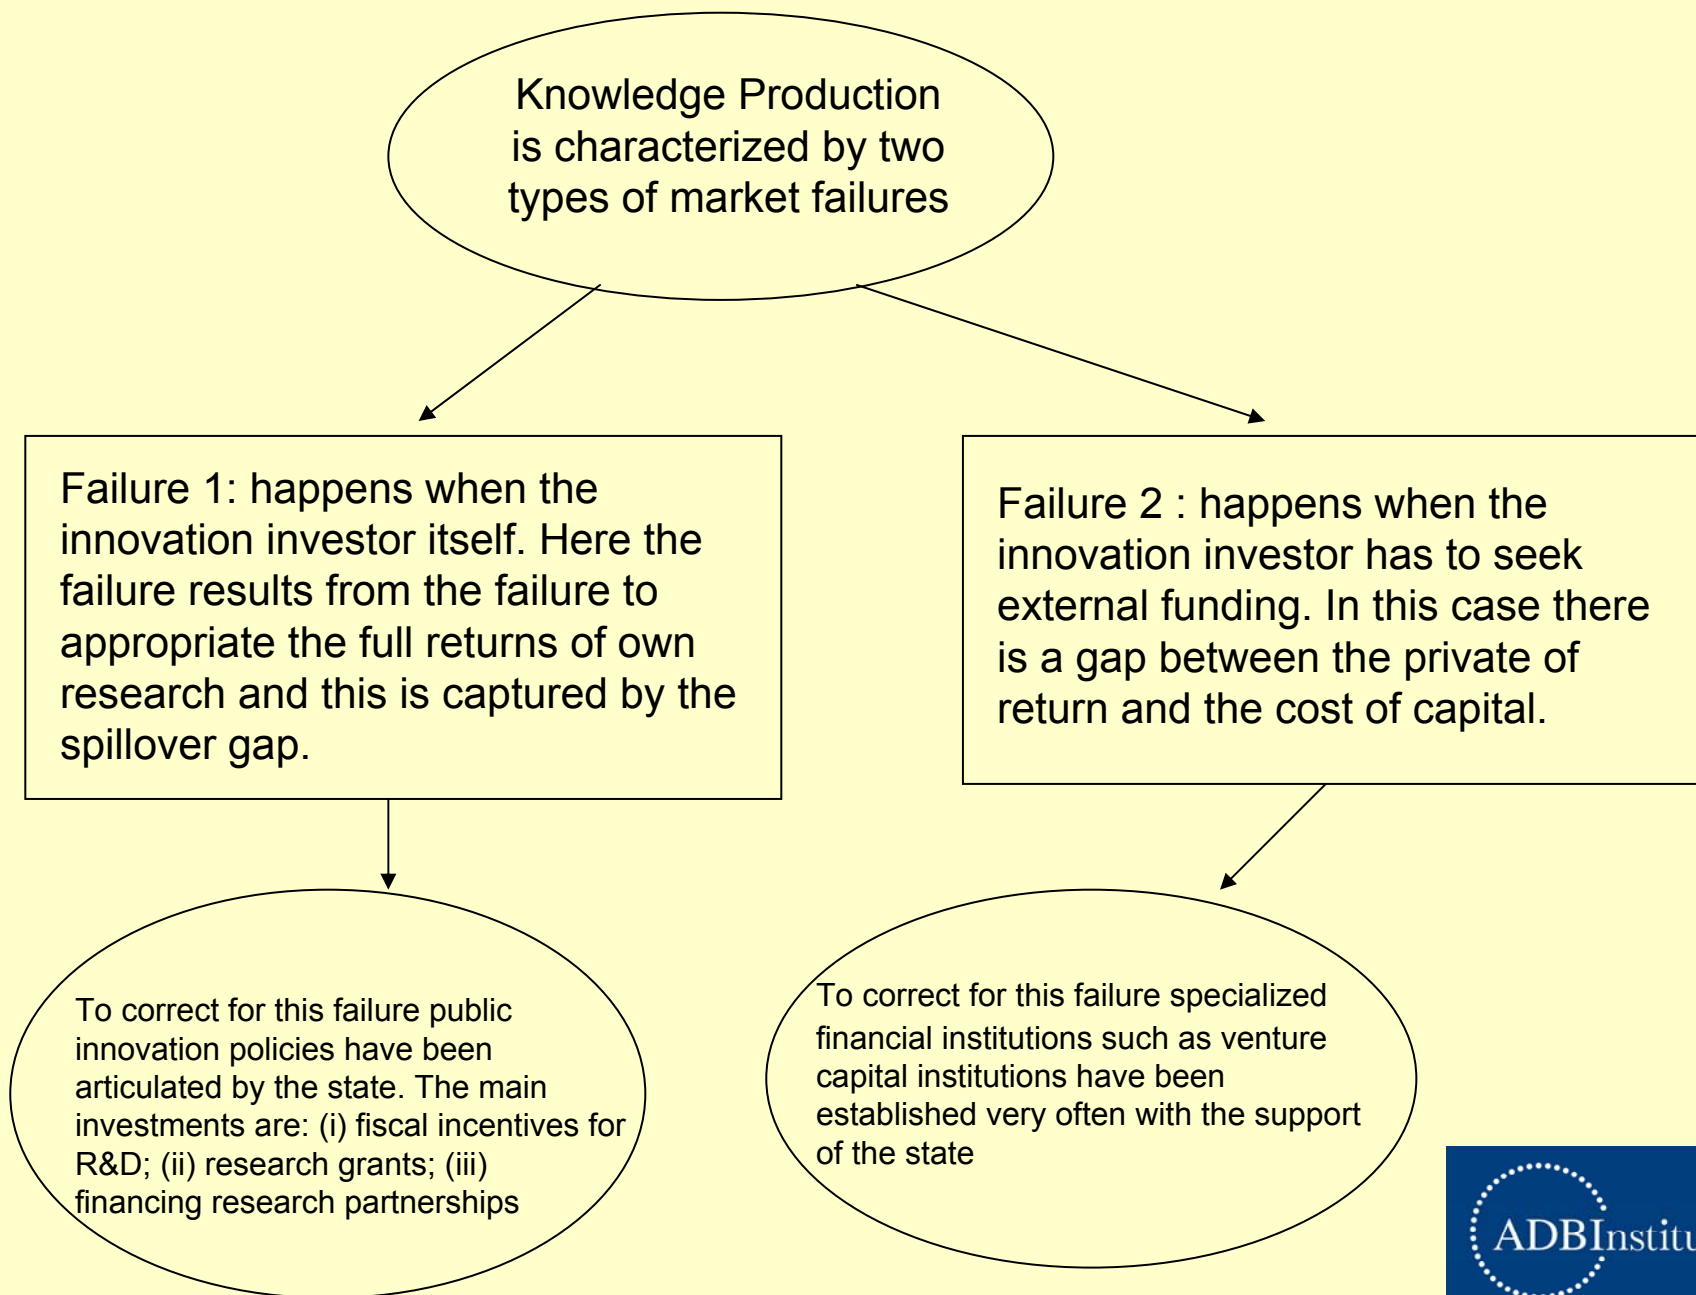 Knowledge Production
is characterized by two
types of market failures
Failure 1: happens when the
innovation investor itself. Here the
failure results from the failure to
appropriate the full returns of own
research and this is captured by the
spillover gap.
Failure 2 : happens when the
innovation investor has to seek
external funding. In this case there
is a gap between the private of
return and the cost of capital.
To correct for this failure public
innovation policies have been
articulated by the state. The main
investments are: (i) fiscal incentives for
R&D; (ii) research grants; (iii)
financing research partnerships
To correct for this failure specialized
financial institutions such as venture
capital institutions have been
established very often with the support
of the state
ADBInstitu